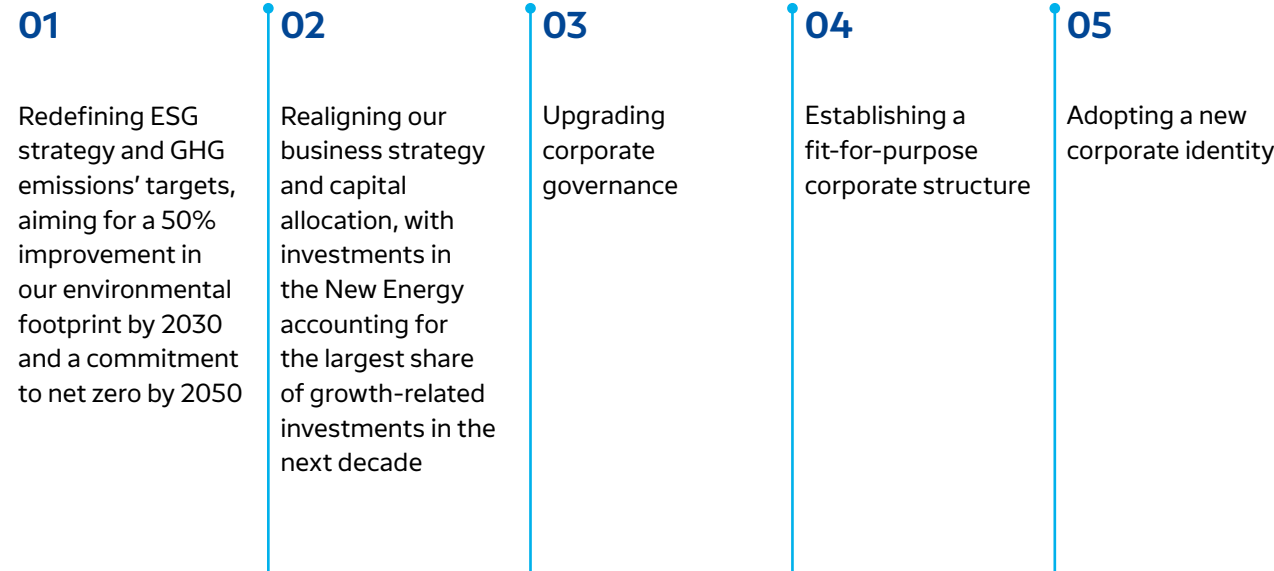 01
Redefining ESG
strategy and GHG
emissions’ targets,
aiming for a 50%
improvement in
our environmental
footprint by 2030
and a commitment
to net zero by 2050
02
Realigning our
business strategy
and capital
allocation, with
investments in
the New Energy
accounting for
the largest share
of growth-related
investments in the
next decade
03
Upgrading
corporate
governance
04
Establishing a
fit-for-purpose
corporate structure
05
Adopting a new
corporate identity